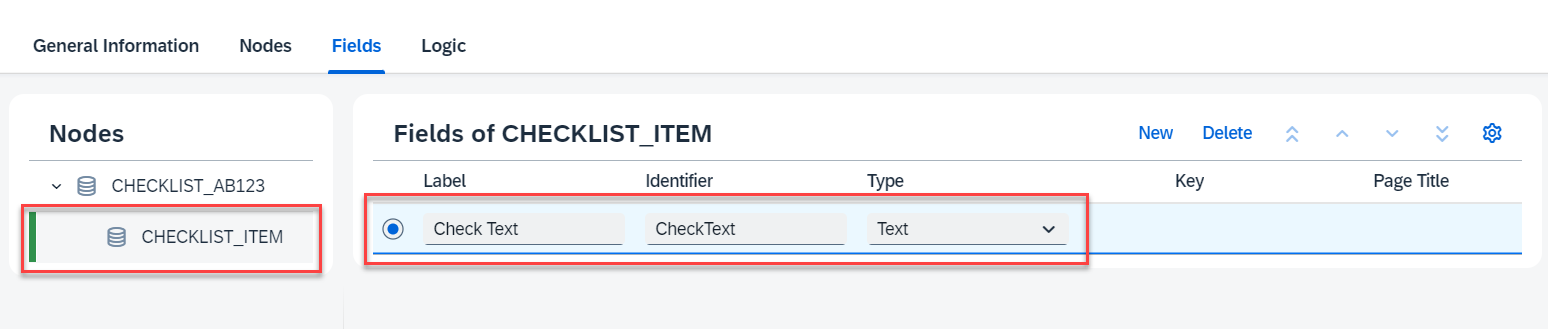 General Information Nodes Fields Logic
Nodes
CHECKLIST_AB123
CHECKLIST_ITEM
Fields of CHECKLIST_ITEM New Delete
Label Identifier Type Key Page Title
Check Text CheckText Text